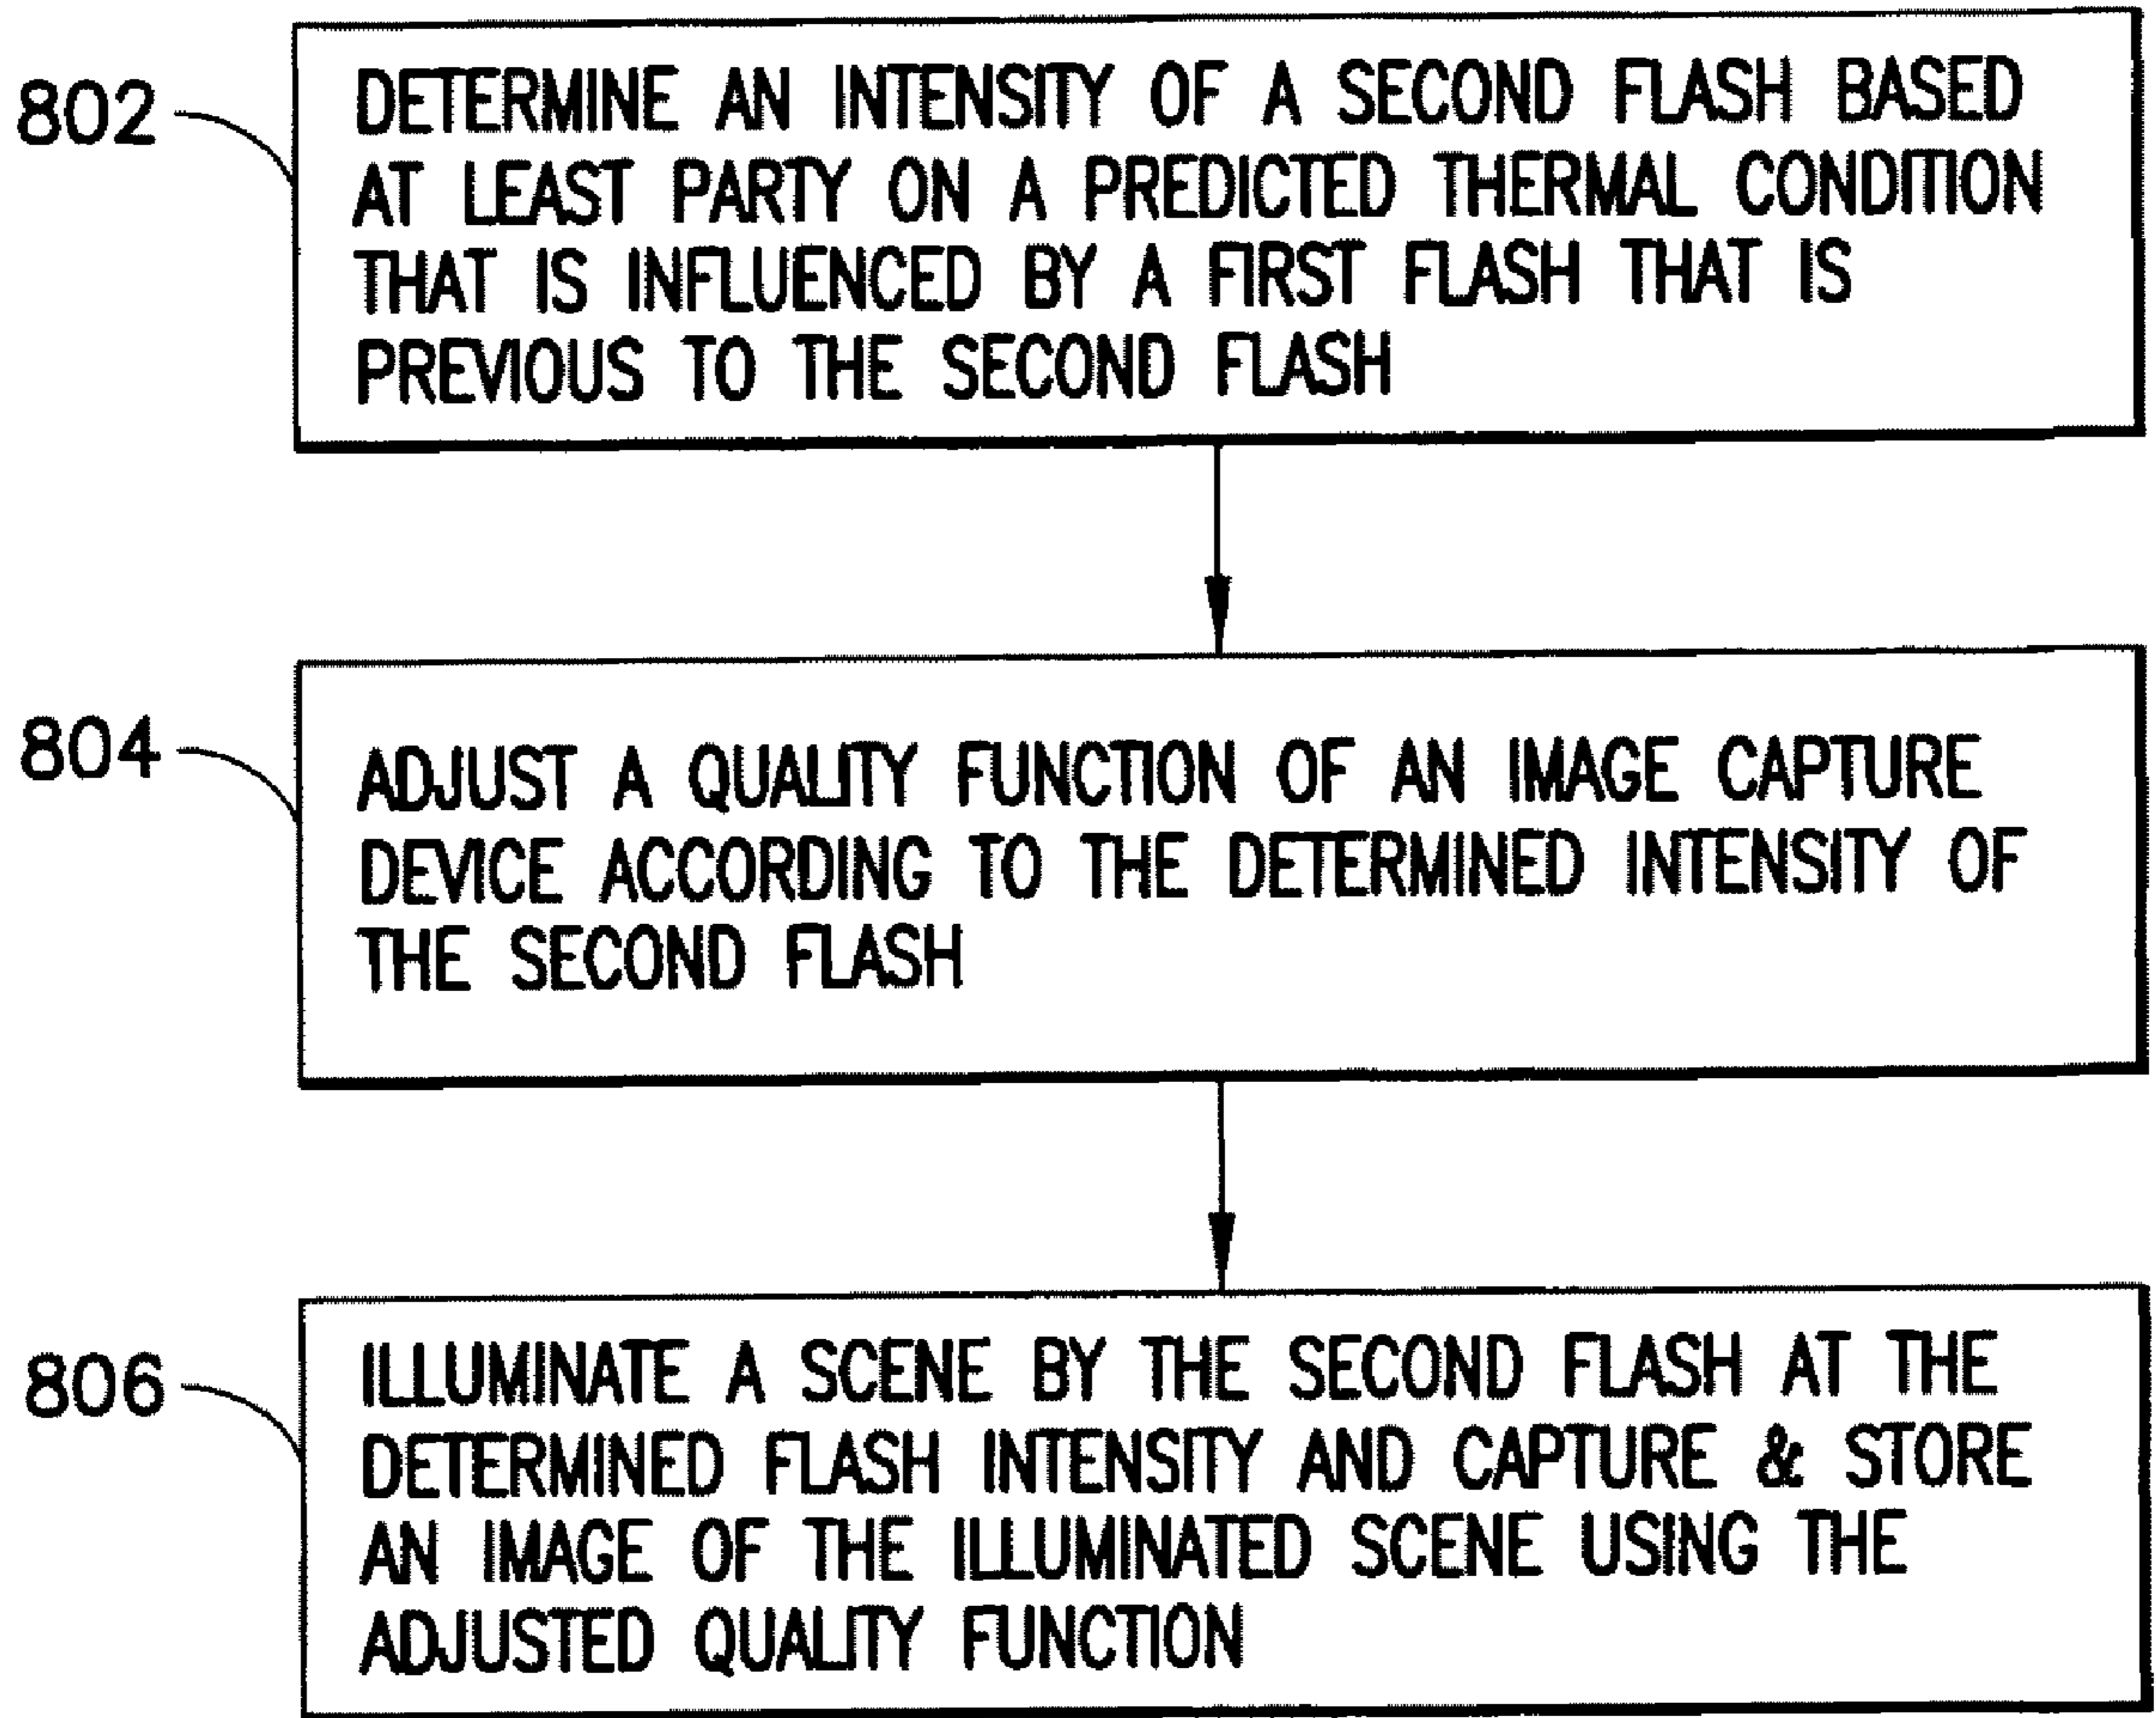 802
DETERMINE AN INTENSITY OF A SECOND FLASH BASED
AT LEAST PARTY ON A PREDICTED THERMAL CONDITION
THAT IS INFLUENCED BY A FIRST FLASH THAT IS
PREVIOUS TO THE SECOND FLASH
804
ADJUST A QUALITY FUNCTION OF AN IMAGE CAPTURE
DEVICE ACCORDING TO THE DETERMINED INTENSITY OF
THE SECOND FLASH
806
ILLUMINATE A SCENE BY THE SECOND FLASH AT THE
DETERMINED FLASH INTENSITY AND CAPTURE & STORE
AN IMAGE OF THE ILLUMINATED SCENE USING THE
ADJUSTED QUALITY FUNCTION